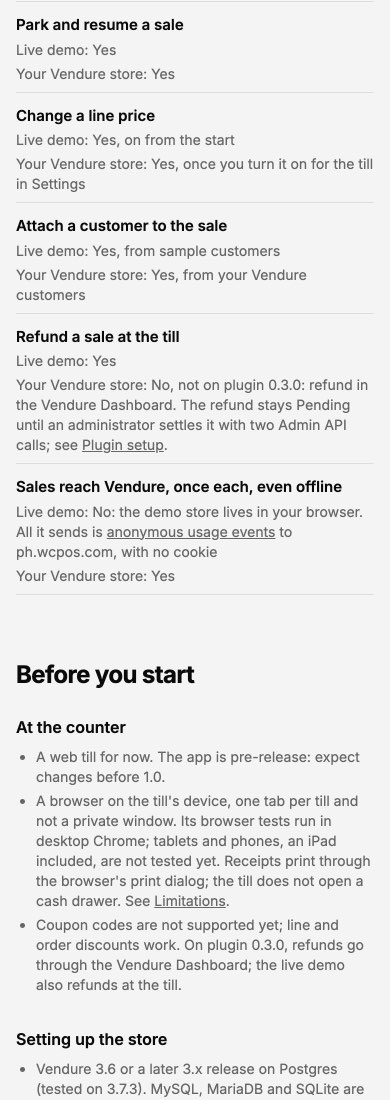 Park and resume a sale
Live demo: Yes
Your Vendure store: Yes
Change a line price
Live demo: Yes, on from the start
Your Vendure store: Yes, once you turn it on for the till
in Settings
Attach a customer to the sale
Live demo: Yes, from sample customers
Your Vendure store: Yes, from your Vendure
customers
Refund a sale at the till
Live demo: Yes
Your Vendure store: No, not on plugin 0.3.0: refund in
the Vendure Dashboard. The refund stays Pending
until an administrator settles it with two Admin API
calls; see Plugin setup.
Sales reach Vendure, once each, even offline
Live demo: No: the demo store lives in your browser.
All it sends is anonymous usage events to
ph.wcpos.com, with no cookie
Your Vendure store: Yes
Before you start
At the counter
• A web till for now. The app is pre-release: expect
changes before 1.0.
• A browser on the till's device, one tab per till and
not a private window. Its browser tests run in
desktop Chrome; tablets and phones, an iPad
included, are not tested yet. Receipts print through
the browser's print dialog; the till does not open a
cash drawer. See Limitations.
• Coupon codes are not supported yet; line and
order discounts work. On plugin 0.3.0, refunds go
through the Vendure Dashboard; the live demo
also refunds at the till.
Setting up the store
• Vendure 3.6 or a later 3.x release on Postgres
(tested on 3.7.3). MySQL, MariaDB and SQLite are